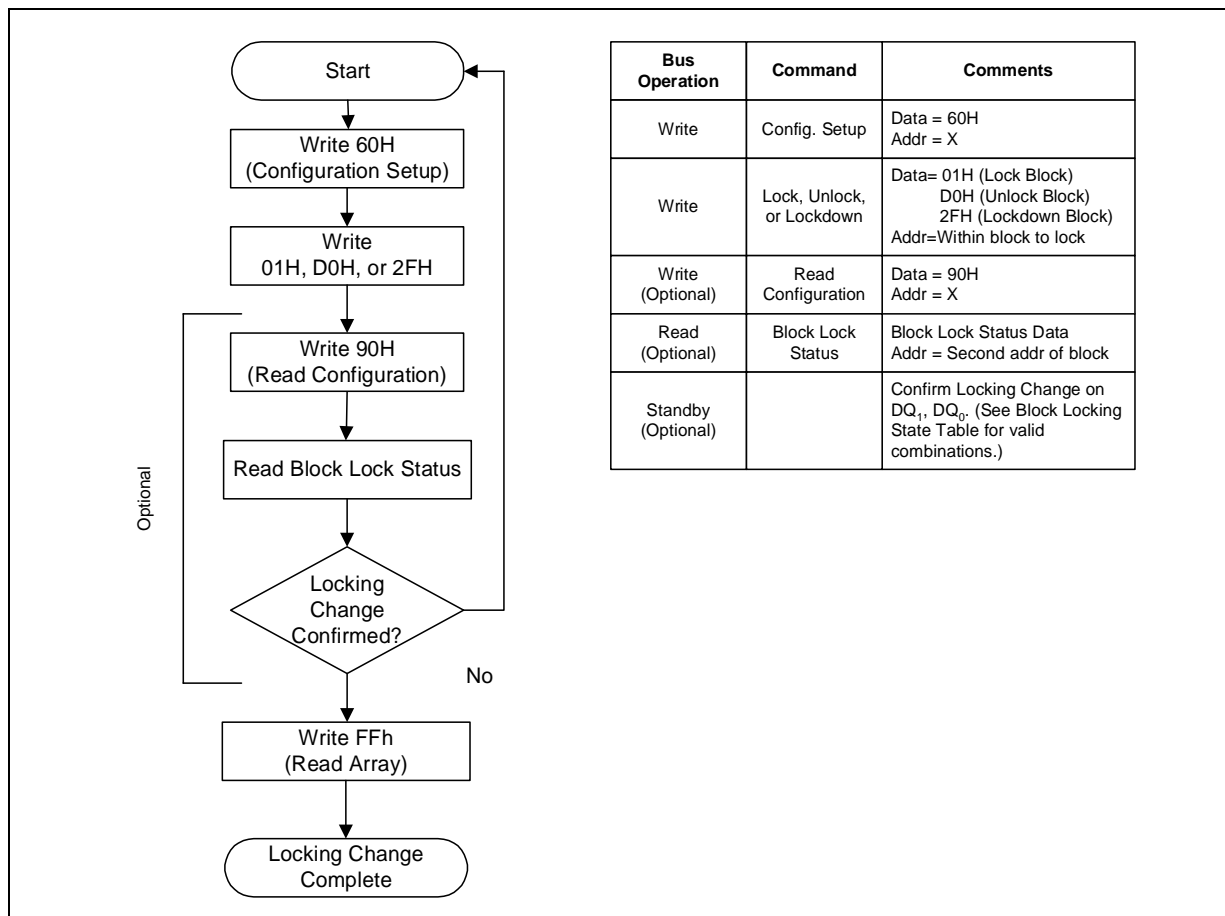 Start
Write 60H
(Configuration Setup)
Write
01H, D0H, or 2FH
Write 90H
(Read Configuration)
Read Block Lock Status
Optional
Locking
Change
Confirmed?
No
Write FFh
(Read Array)
Locking Change
Complete
Bus
Operation
Command
Comments
Write
Config. Setup
Data = 60H
Addr = X
Write
Lock, Unlock,
or Lockdown
Data= 01H (Lock Block)
D0H (Unlock Block)
2FH (Lockdown Block)
Addr=Within block to lock
Write
(Optional)
Read
Configuration
Data = 90H
Addr = X
Read
(Optional)
Block Lock
Status
Block Lock Status Data
Addr = Second addr of block
Standby
(Optional)
Confirm Locking Change on
DQ₁, DQ₀. (See Block Locking
State Table for valid
combinations.)